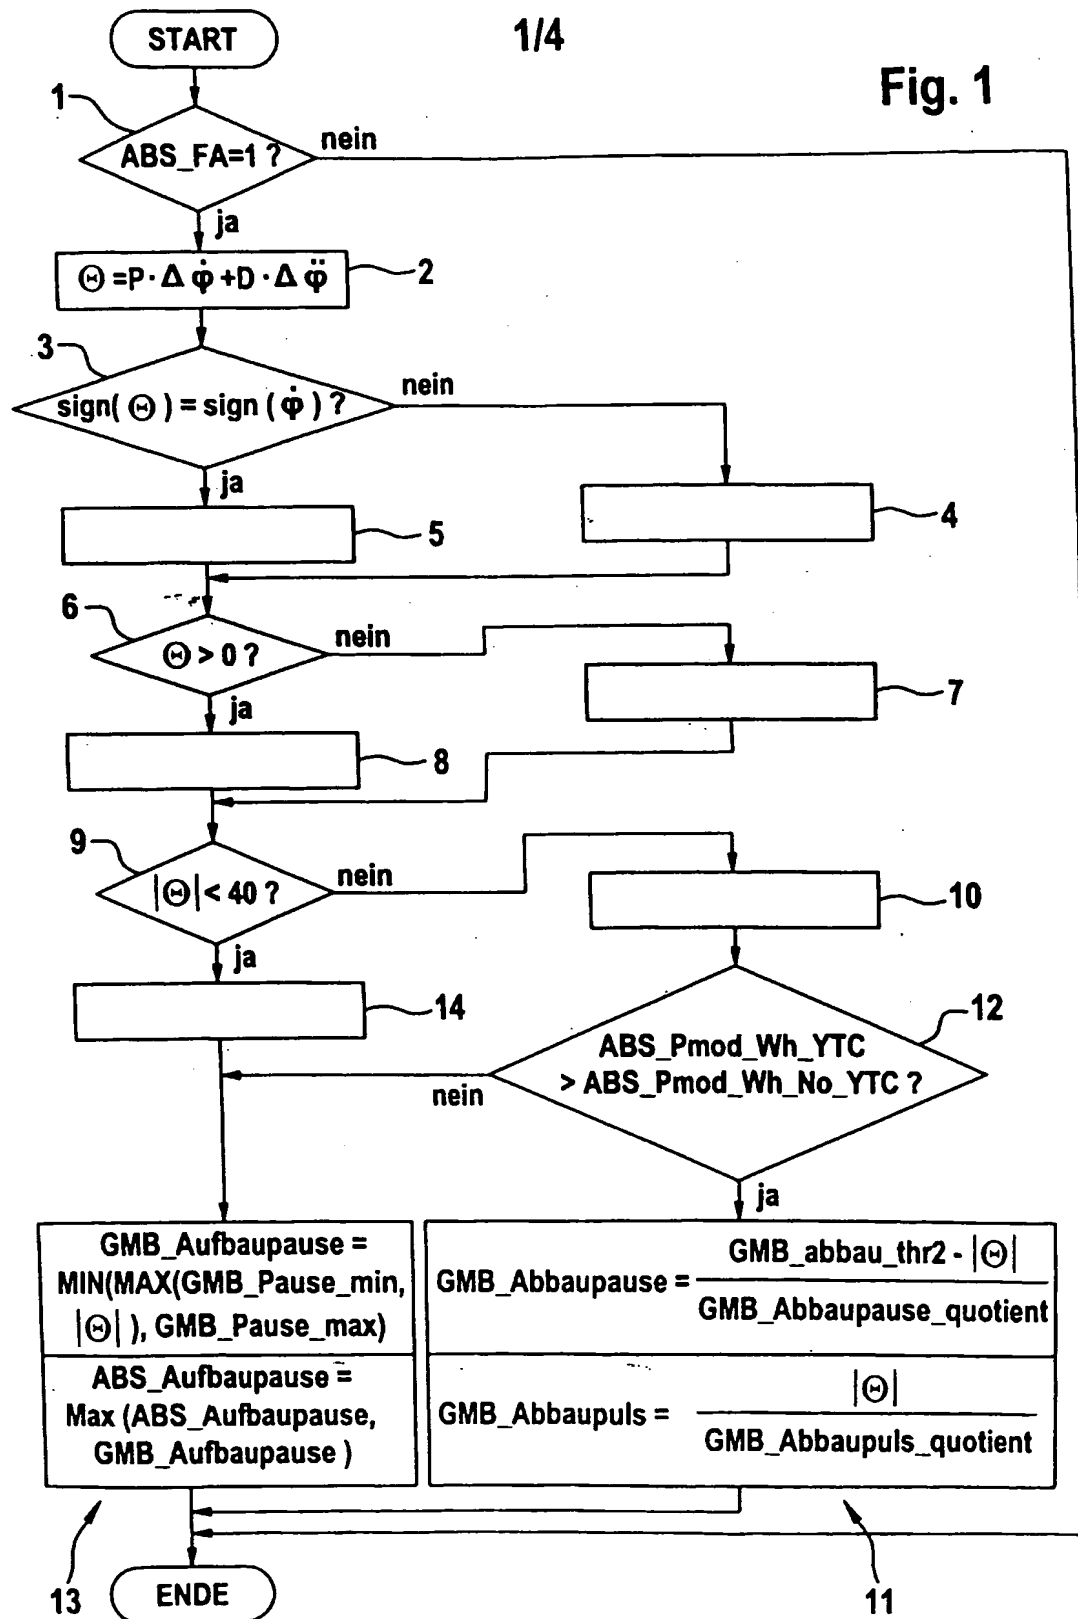 START
1/4
Fig. 1
1
ABS_FA=1 ?
nein
ja
Θ =P · Δ φ̇ +D · Δ φ̈
2
3
sign( Θ ) = sign ( φ̇ ) ?
nein
ja
5
4
6
Θ > 0 ?
nein
ja
7
8
9
|Θ| < 40 ?
nein
ja
10
14
12
ABS_Pmod_Wh_YTC
> ABS_Pmod_Wh_No_YTC ?
nein
ja
GMB_Aufbaupause =
MIN(MAX(GMB_Pause_min,
|Θ| ), GMB_Pause_max)
ABS_Aufbaupause =
Max (ABS_Aufbaupause,
GMB_Aufbaupause )
GMB_Abbaupause =
GMB_abbau_thr2 - |Θ|
GMB_Abbaupause_quotient
GMB_Abbaupuls =
|Θ|
GMB_Abbaupuls_quotient
13
ENDE
11